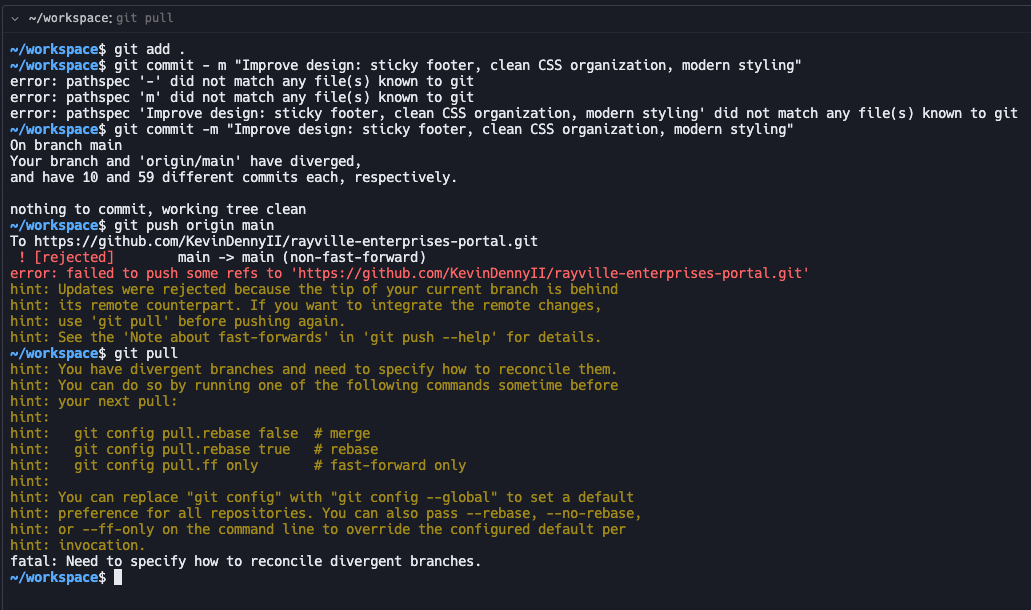 ~/workspace: git pull
~/workspace$ git add .
~/workspace$ git commit - m "Improve design: sticky footer, clean CSS organization, modern styling"
error: pathspec '-' did not match any file(s) known to git
error: pathspec 'm' did not match any file(s) known to git
error: pathspec 'Improve design: sticky footer, clean CSS organization, modern styling' did not match any file(s) known to git
~/workspace$ git commit -m "Improve design: sticky footer, clean CSS organization, modern styling"
On branch main
Your branch and 'origin/main' have diverged,
and have 10 and 59 different commits each, respectively.

nothing to commit, working tree clean
~/workspace$ git push origin main
To https://github.com/KevinDennyII/rayville-enterprises-portal.git
 ! [rejected]        main -> main (non-fast-forward)
error: failed to push some refs to 'https://github.com/KevinDennyII/rayville-enterprises-portal.git'
hint: Updates were rejected because the tip of your current branch is behind
hint: its remote counterpart. If you want to integrate the remote changes,
hint: use 'git pull' before pushing again.
hint: See the 'Note about fast-forwards' in 'git push --help' for details.
~/workspace$ git pull
hint: You have divergent branches and need to specify how to reconcile them.
hint: You can do so by running one of the following commands sometime before
hint: your next pull:
hint:
hint:   git config pull.rebase false  # merge
hint:   git config pull.rebase true   # rebase
hint:   git config pull.ff only       # fast-forward only
hint:
hint: You can replace "git config" with "git config --global" to set a default
hint: preference for all repositories. You can also pass --rebase, --no-rebase,
hint: or --ff-only on the command line to override the configured default per
hint: invocation.
fatal: Need to specify how to reconcile divergent branches.
~/workspace$